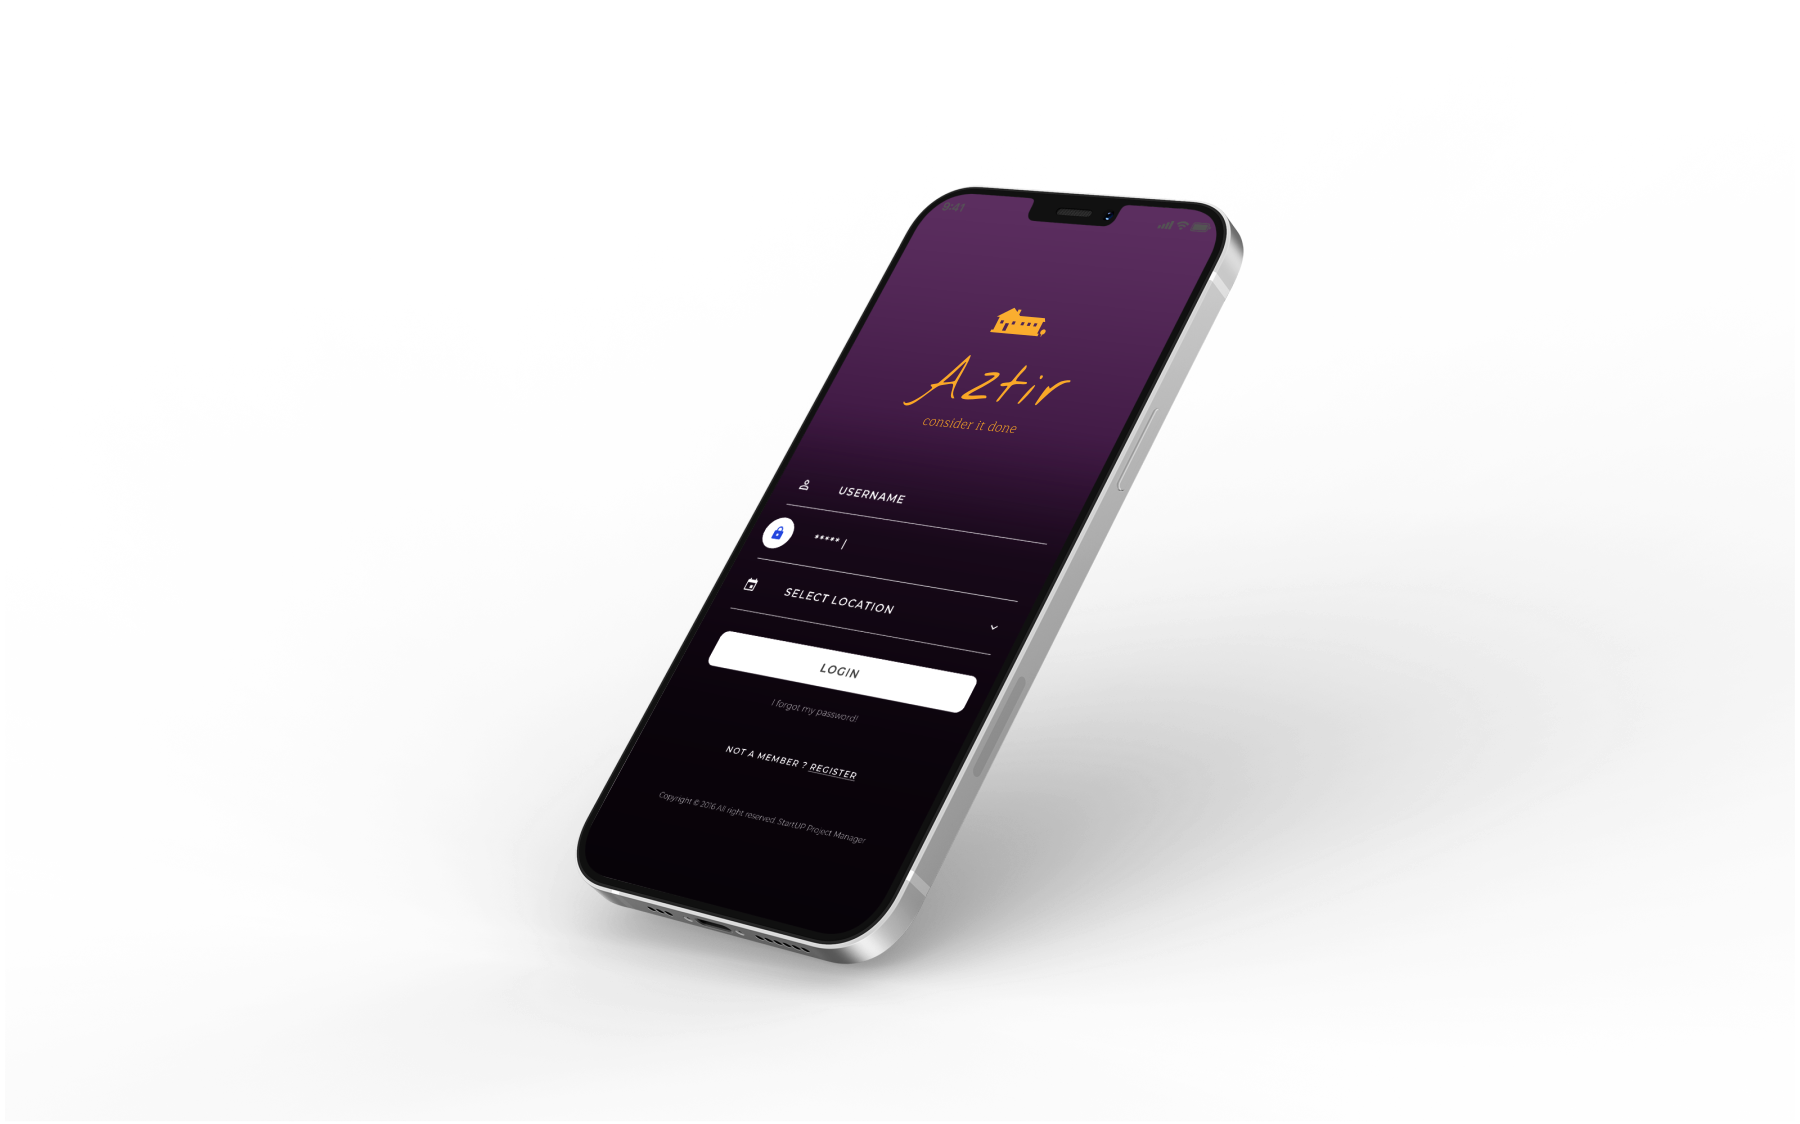 9:41
Aztir
consider it done
USERNAME
***** |
SELECT LOCATION
LOGIN
I forgot my password!
NOT A MEMBER ? REGISTER
Copyright © 2016 All right reserved. StartUP Project Manager